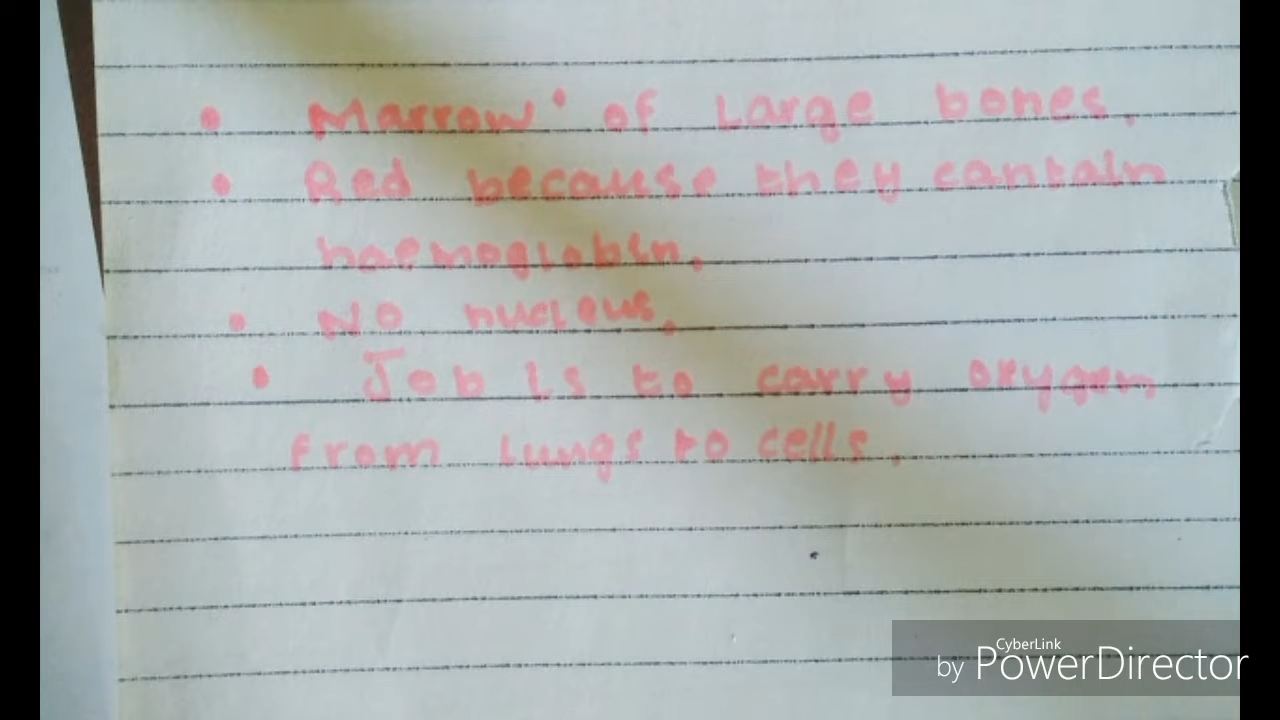 • Marrow of Large bones.
• Red because they contain
haemoglobin.
• No nucleus.
• Job is to carry oxygen
from Lungs to cells.
CyberLink
by PowerDirector